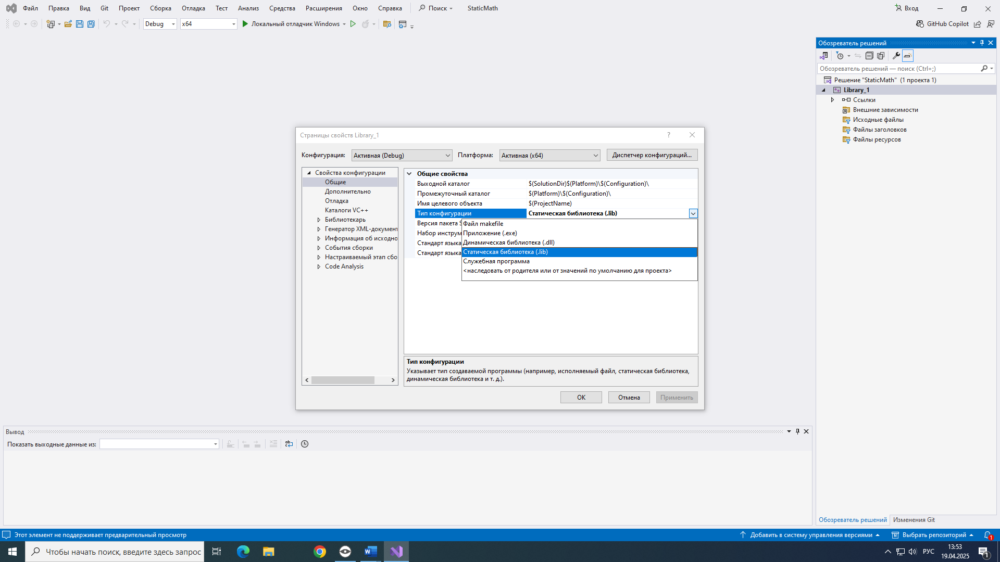 Файл Правка Вид Git Проект Сборка Отладка Тест Анализ Средства Расширения Окно Справка Поиск StaticMath Вход
Debug x64 Локальный отладчик Windows GitHub Copilot
Обозреватель решений
Обозреватель решений — поиск (Ctrl+;)
Решение "StaticMath" (1 проекта 1)
Library_1
Ссылки
Внешние зависимости
Исходные файлы
Файлы заголовков
Файлы ресурсов
Страницы свойств Library_1 ?
Конфигурация: Активная (Debug) Платформа: Активная (x64) Диспетчер конфигураций...
Свойства конфигурации
Общие
Дополнительно
Отладка
Каталоги VC++
Библиотекарь
Генератор XML-документ
Информация об исходно
События сборки
Настраиваемый этап сбо
Code Analysis
Общие свойства
Выходной каталог $(SolutionDir)$(Platform)\$(Configuration)\
Промежуточный каталог $(Platform)\$(Configuration)\
Имя целевого объекта $(ProjectName)
Тип конфигурации Статическая библиотека (.lib)
Версия пакета S
Набор инструм
Стандарт языка
Стандарт языка
Файл makefile
Приложение (.exe)
Динамическая библиотека (.dll)
Статическая библиотека (.lib)
Служебная программа
<наследовать от родителя или от значений по умолчанию для проекта>
Тип конфигурации
Указывает тип создаваемой программы (например, исполняемый файл, статическая библиотека,
динамическая библиотека и т. д.).
ОК Отмена Применить
Вывод
Показать выходные данные из:
Обозреватель решений Изменения Git
Этот элемент не поддерживает предварительный просмотр Добавить в систему управления версиями Выбрать репозиторий 1
Чтобы начать поиск, введите здесь запрос РУС 13:53
19.04.2025 1